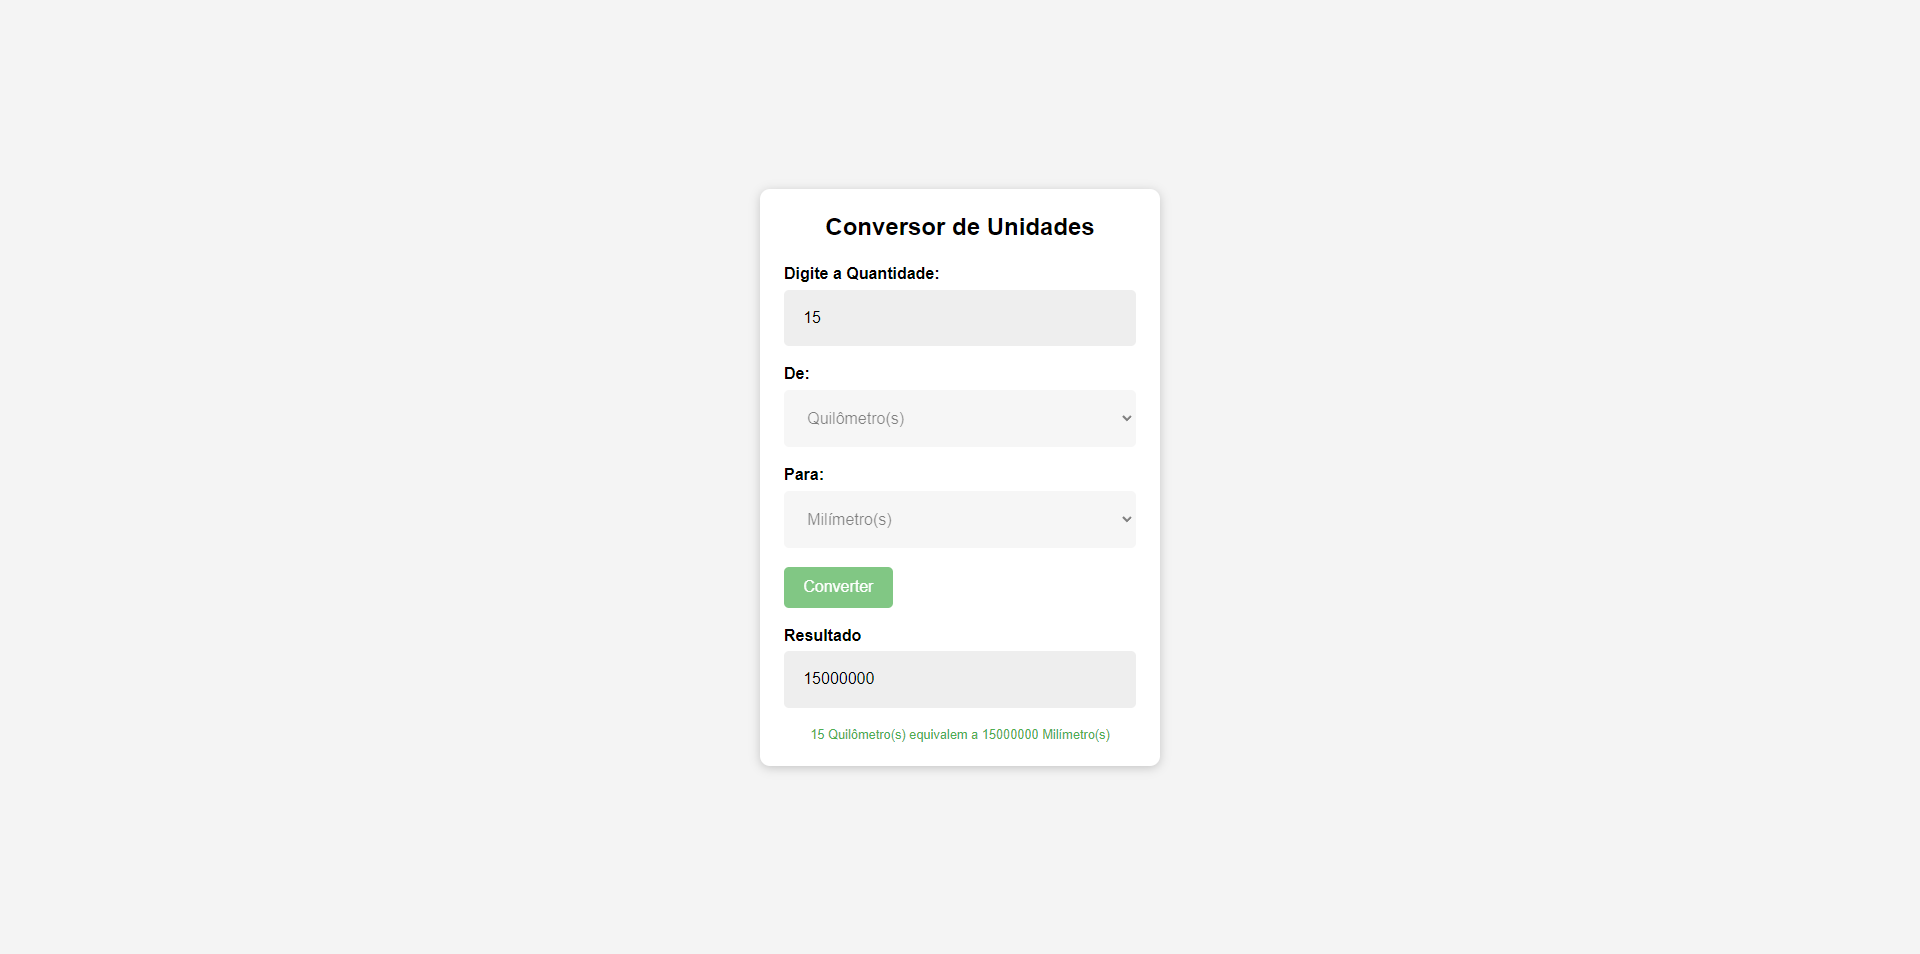 Conversor de Unidades
Digite a Quantidade:
15
De:
Quilômetro(s)
Para:
Milímetro(s)
Converter
Resultado
15000000
15 Quilômetro(s) equivalem a 15000000 Milímetro(s)